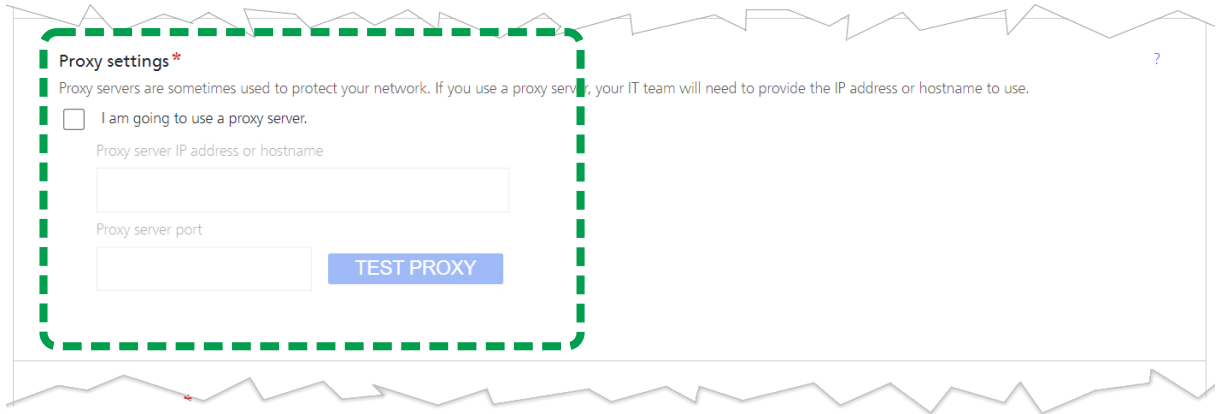 Proxy settings*
?
Proxy servers are sometimes used to protect your network. If you use a proxy server, your IT team will need to provide the IP address or hostname to use.
I am going to use a proxy server.
Proxy server IP address or hostname
Proxy server port
TEST PROXY